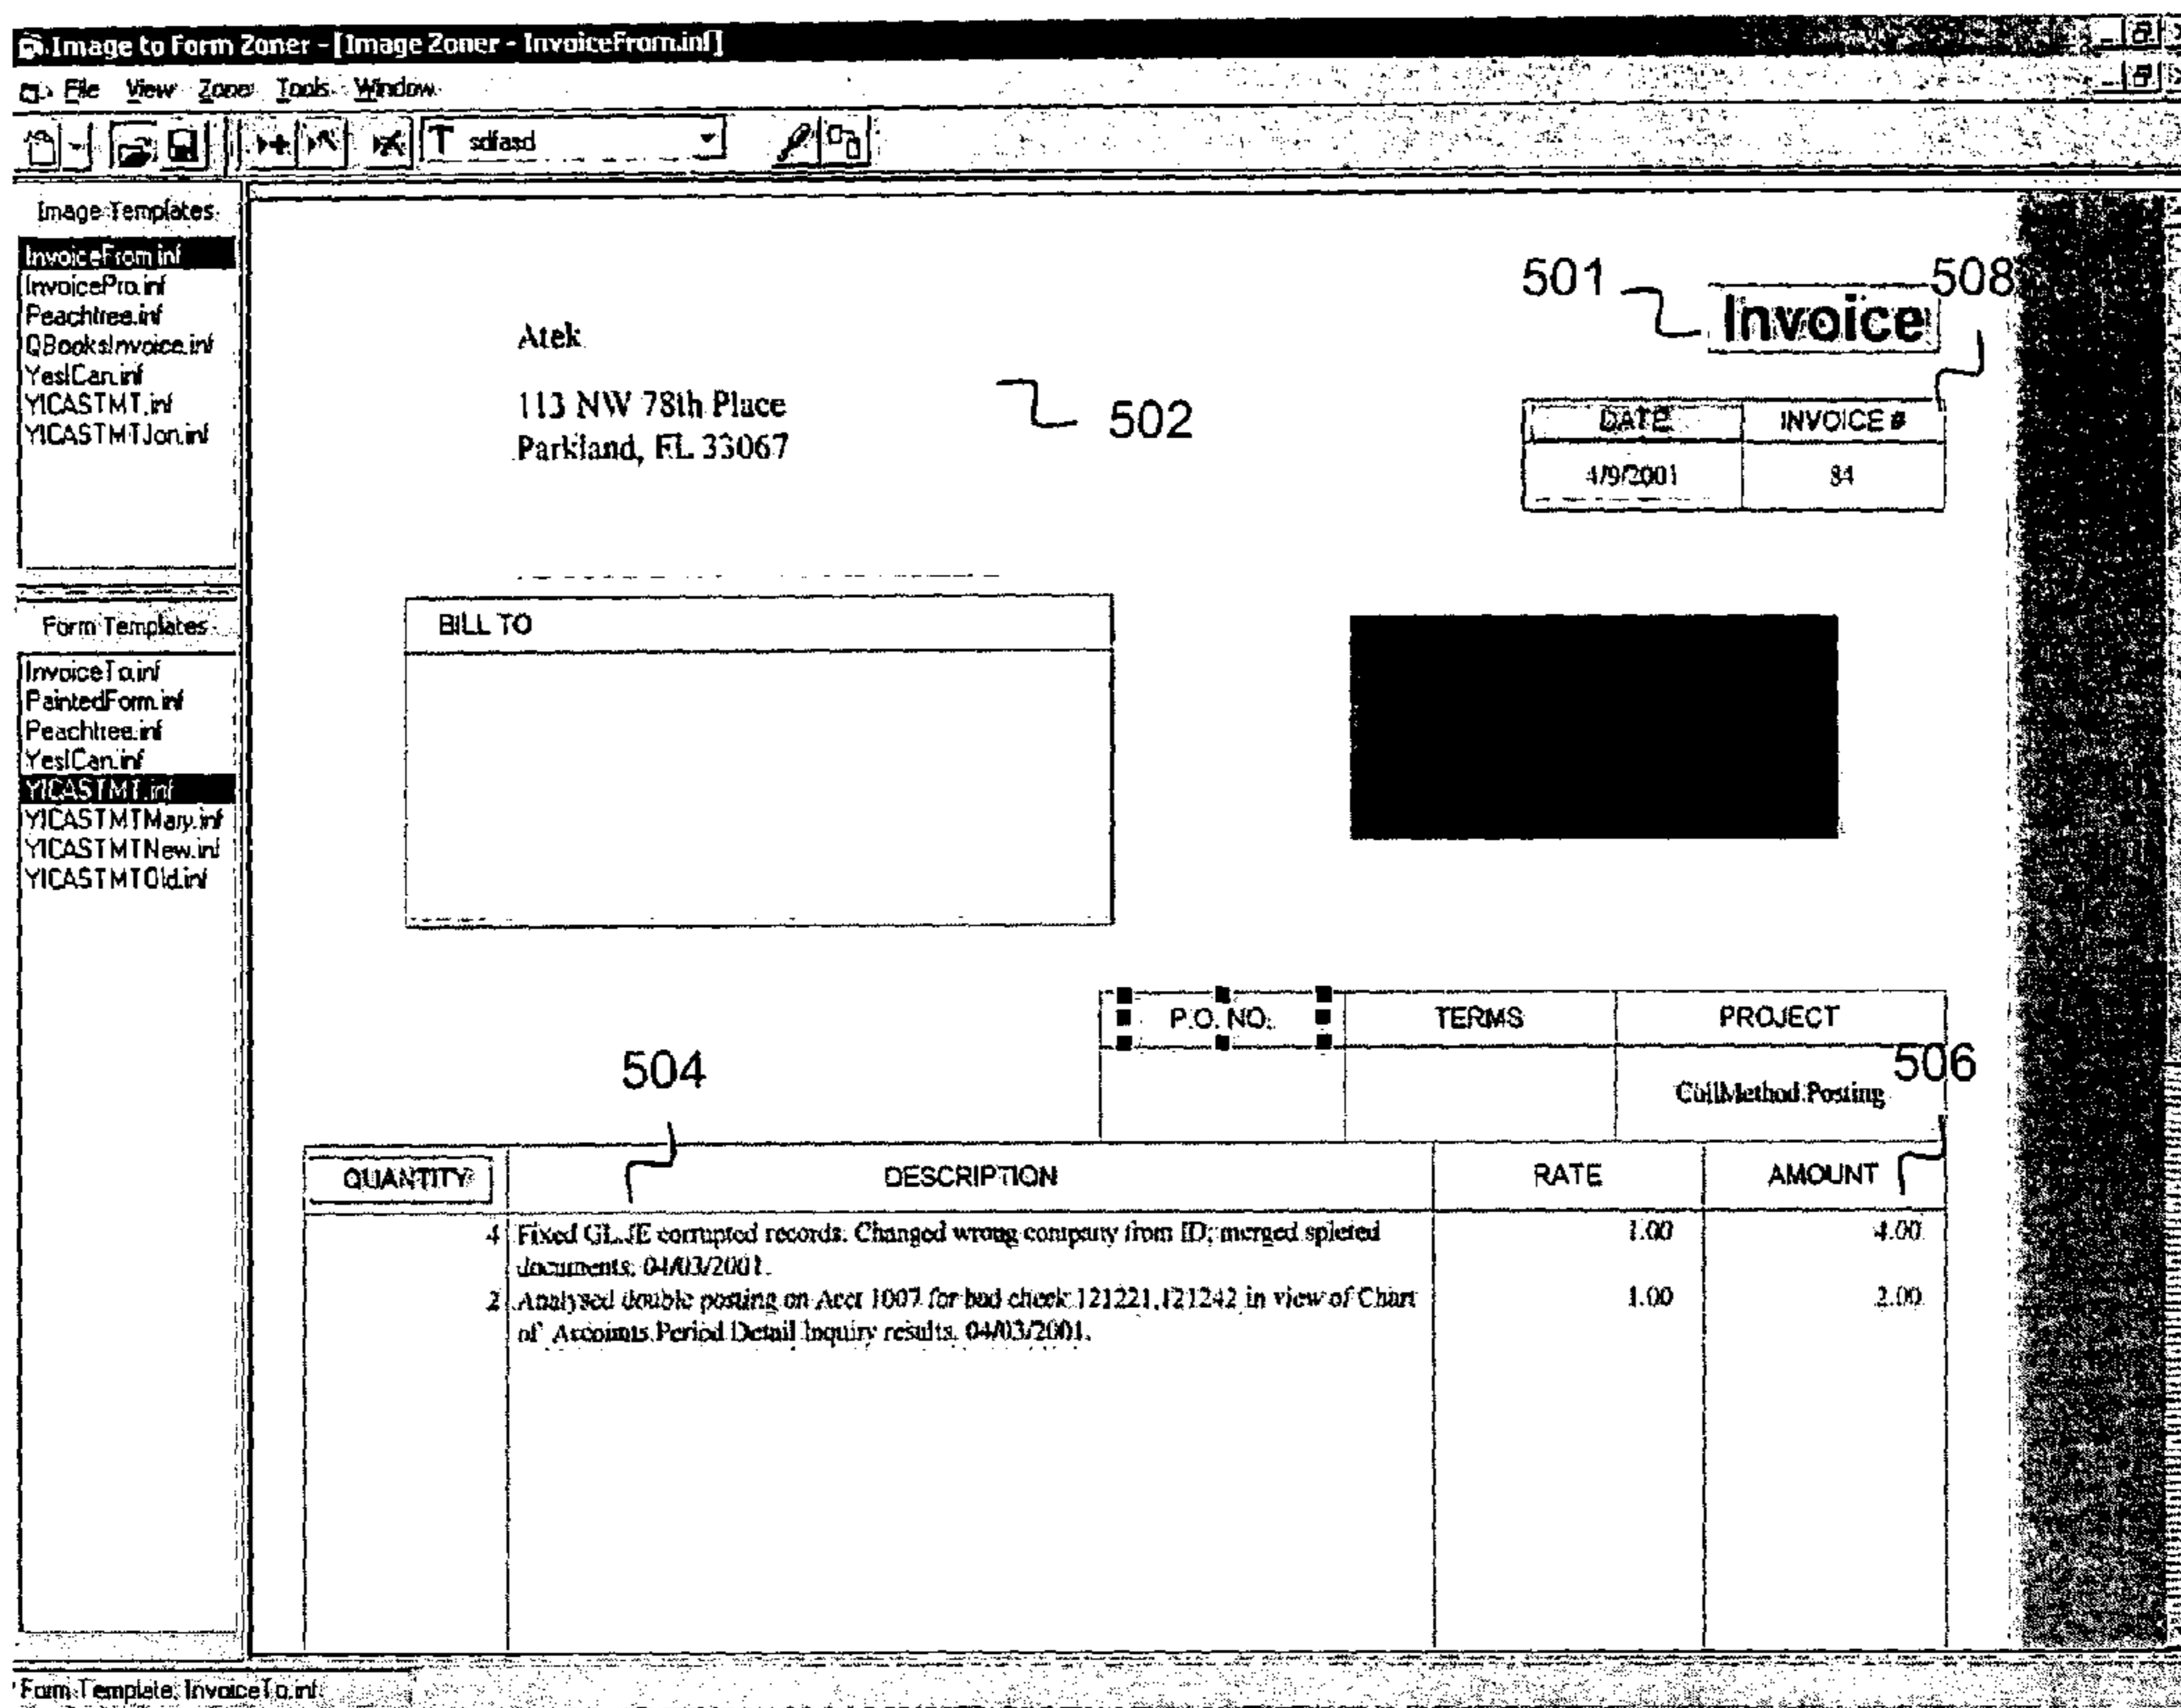 Image to Form Zoner - [Image Zoner - InvoiceFrom.inf]
File View Zoner Tools Window
T sdfasd
Image Templates
InvoiceFrom.inf
InvoicePro.inf
Peachtree.inf
QBooksInvoice.inf
YesICan.inf
YICASTMT.inf
YICASTMTJon.inf
Form Templates
InvoiceTo.inf
PaintedForm.inf
Peachtree.inf
YesICan.inf
YICASTMT.inf
YICASTMTMary.inf
YICASTMTNew.inf
YICASTMTOld.inf
501
508
Invoice
Atek
113 NW 78th Place
Parkland, FL 33067
502
DATE INVOICE #
4/9/2001 84
BILL TO
P.O. NO. TERMS PROJECT
504
506
Posting
QUANTITY DESCRIPTION RATE AMOUNT
4 Fixed GLJE corrupted records. Changed wrong company from ID; merged spleted 1.00 4.00
documents. 04/03/2001.
2 Analysed double posting on Acct 1007 for bad check 121221,121242 in view of Chart 1.00 2.00
of Accounts Period Detail Inquiry results. 04/03/2001.
Form Template: InvoiceTo.inf